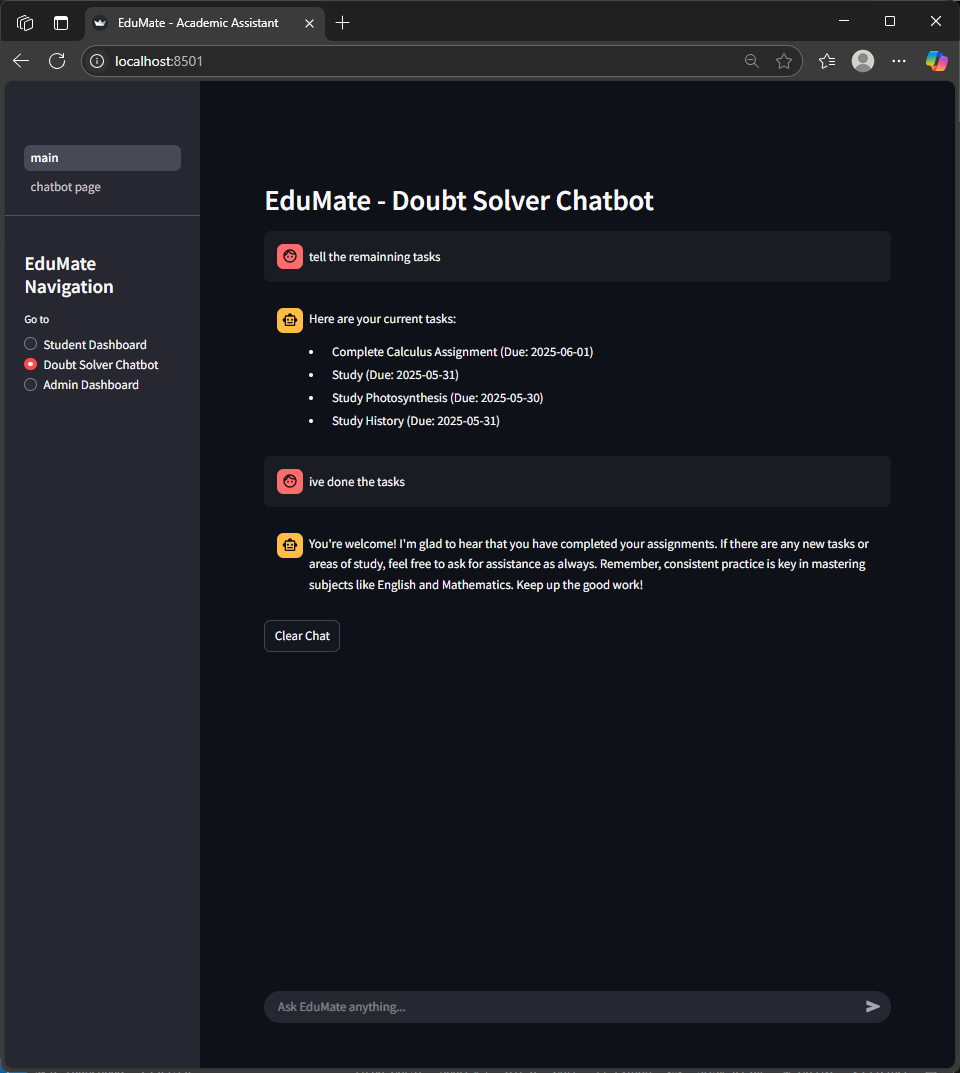 EduMate - Academic Assistant
localhost:8501
main
chatbot page
EduMate
Navigation
Go to
Student Dashboard
Doubt Solver Chatbot
Admin Dashboard
EduMate - Doubt Solver Chatbot
tell the remainning tasks
Here are your current tasks:
• Complete Calculus Assignment (Due: 2025-06-01)
• Study (Due: 2025-05-31)
• Study Photosynthesis (Due: 2025-05-30)
• Study History (Due: 2025-05-31)
ive done the tasks
You're welcome! I'm glad to hear that you have completed your assignments. If there are any new tasks or
areas of study, feel free to ask for assistance as always. Remember, consistent practice is key in mastering
subjects like English and Mathematics. Keep up the good work!
Clear Chat
Ask EduMate anything...